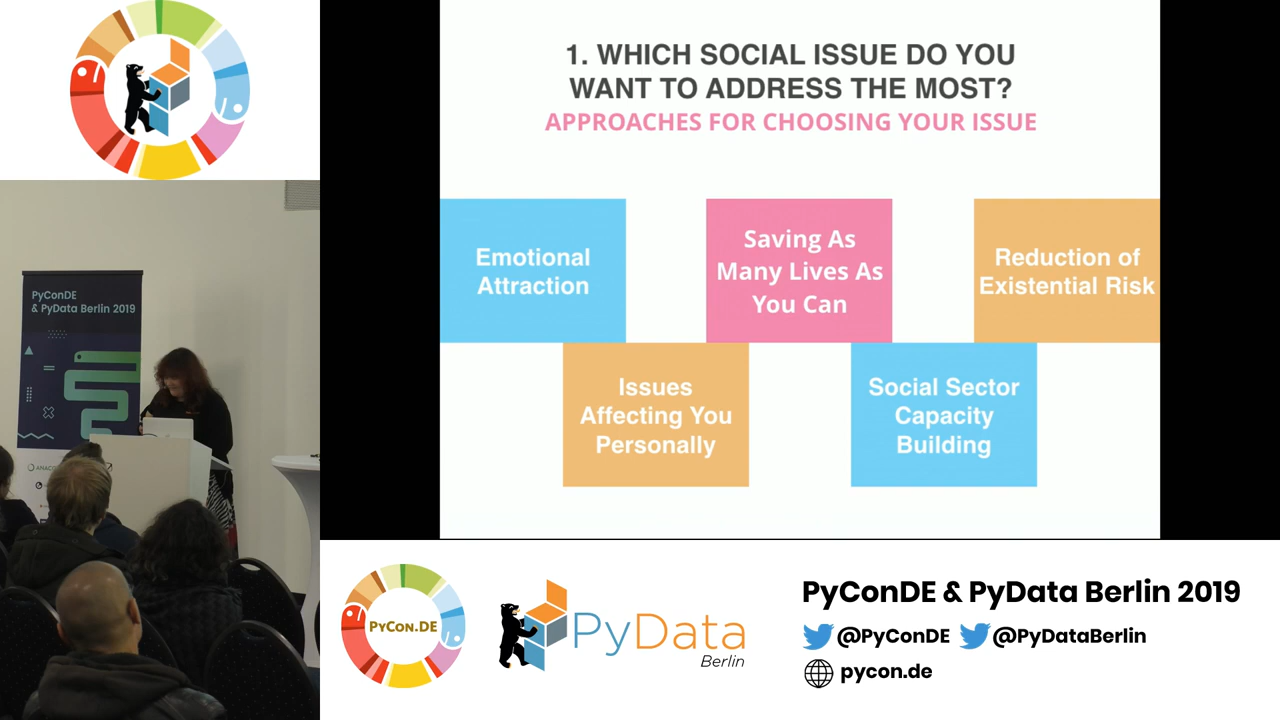 1. WHICH SOCIAL ISSUE DO YOU
WANT TO ADDRESS THE MOST?
APPROACHES FOR CHOOSING YOUR ISSUE
Emotional
Attraction
Saving As
Many Lives As
You Can
Reduction of
Existential Risk
Issues
Affecting You
Personally
Social Sector
Capacity
Building
PyConDE
& PyData Berlin 2019
PyCon.DE
PyData
Berlin
PyConDE & PyData Berlin 2019
@PyConDE @PyDataBerlin
pycon.de